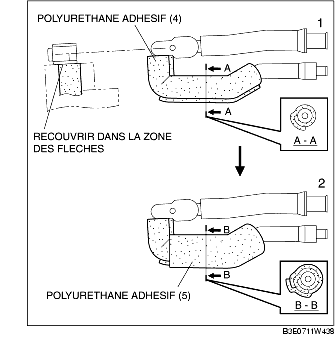 POLYURETHANE ADHESIF (4)
1
A
A
RECOUVRIR DANS LA ZONE
DES FLECHES
A - A
2
B
B
POLYURETHANE ADHESIF (5)
B - B
B3E0711W438